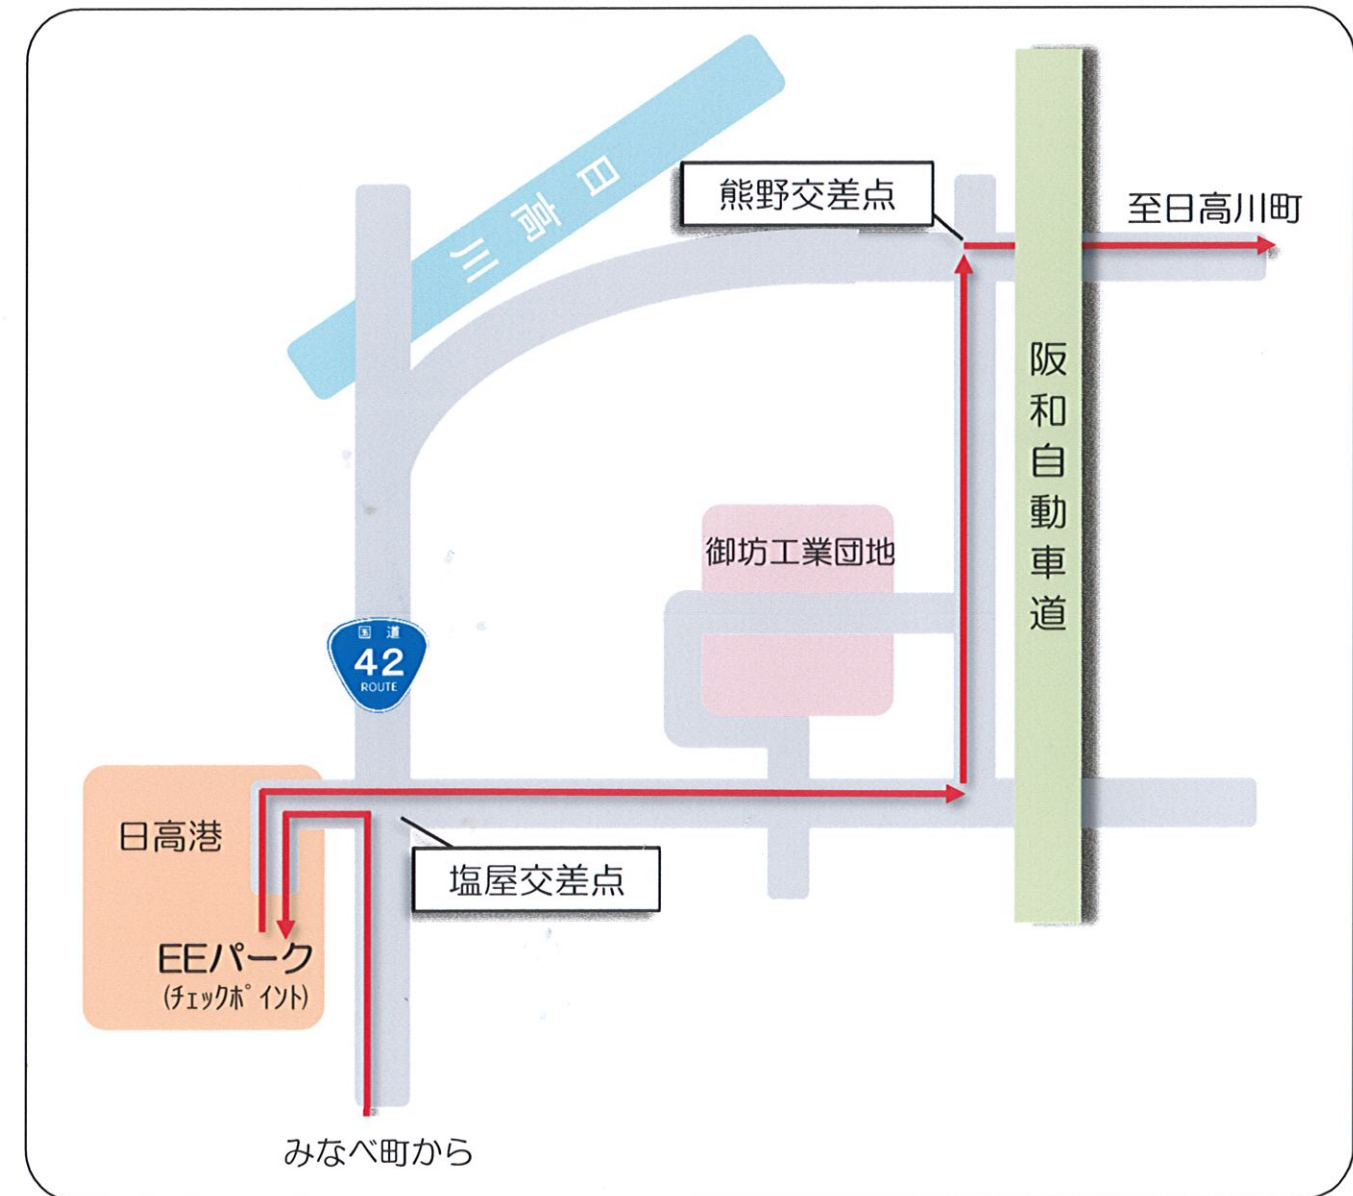 日高川
熊野交差点
至日高川町
阪和自動車道
御坊工業団地
国道
42
ROUTE
日高港
塩屋交差点
EEパーク
(ﾁｪｯｸﾎﾟｲﾝﾄ)
みなべ町から